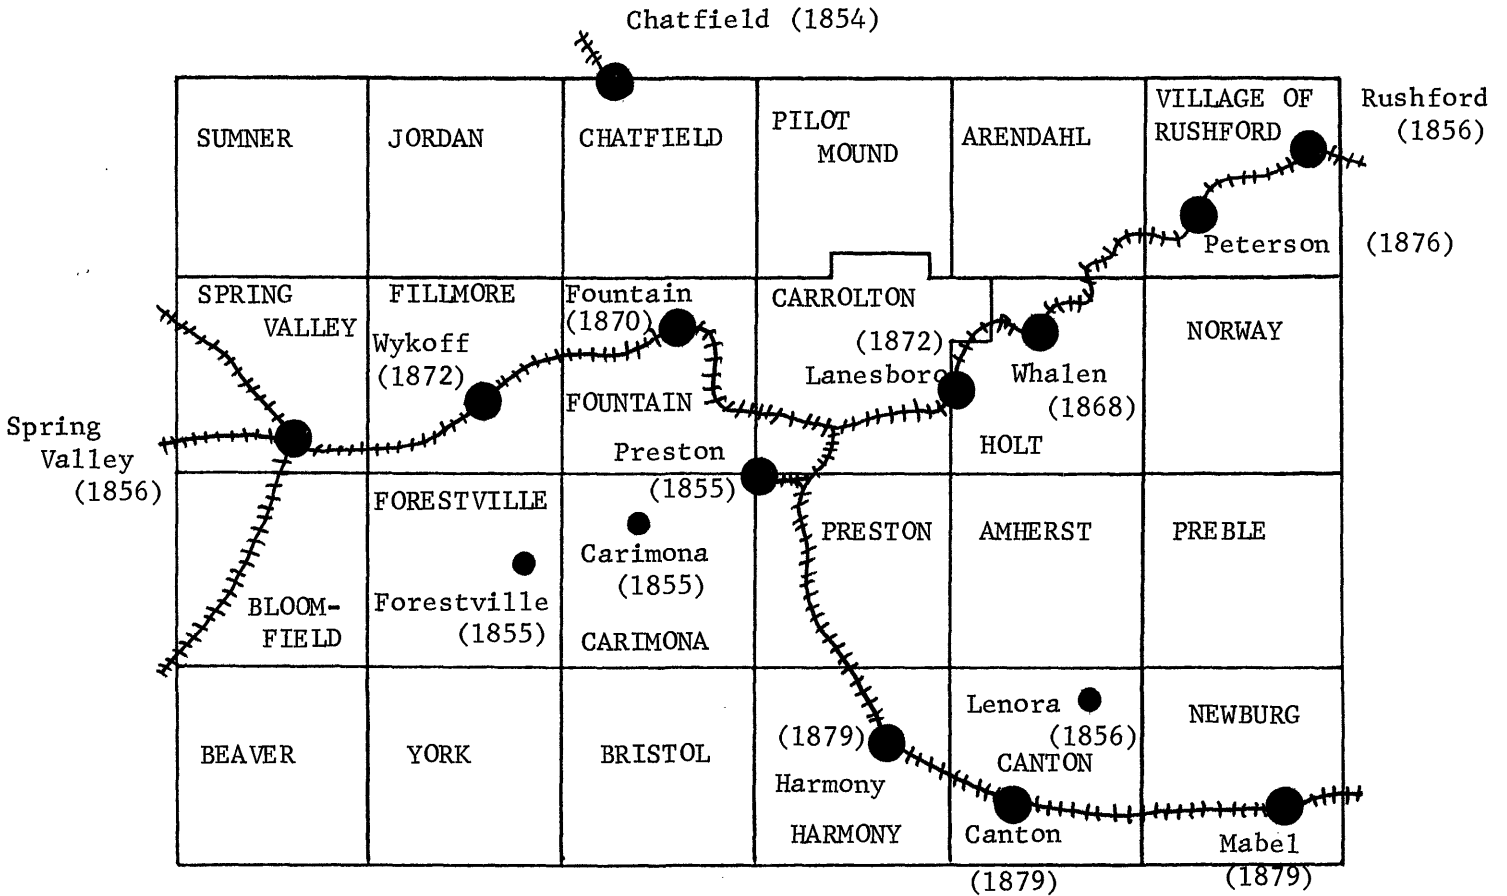 Chatfield (1854)
SUMNER
JORDAN
CHATFIELD
PILOT
MOUND
ARENDAHL
VILLAGE OF
RUSHFORD
Rushford
(1856)
Peterson (1876)
SPRING
VALLEY
FILLMORE
Wykoff
(1872)
Fountain
(1870)
FOUNTAIN
CARROLTON
(1872)
Lanesboro
Whalen
(1868)
HOLT
NORWAY
Spring
Valley
(1856)
Preston
(1855)
FORESTVILLE
Forestville
(1855)
Carimona
(1855)
CARIMONA
PRESTON
AMHERST
PREBLE
BLOOM-
FIELD
BEAVER
YORK
BRISTOL
(1879)
Harmony
HARMONY
Lenora
(1856)
CANTON
Canton
(1879)
NEWBURG
Mabel
(1879)